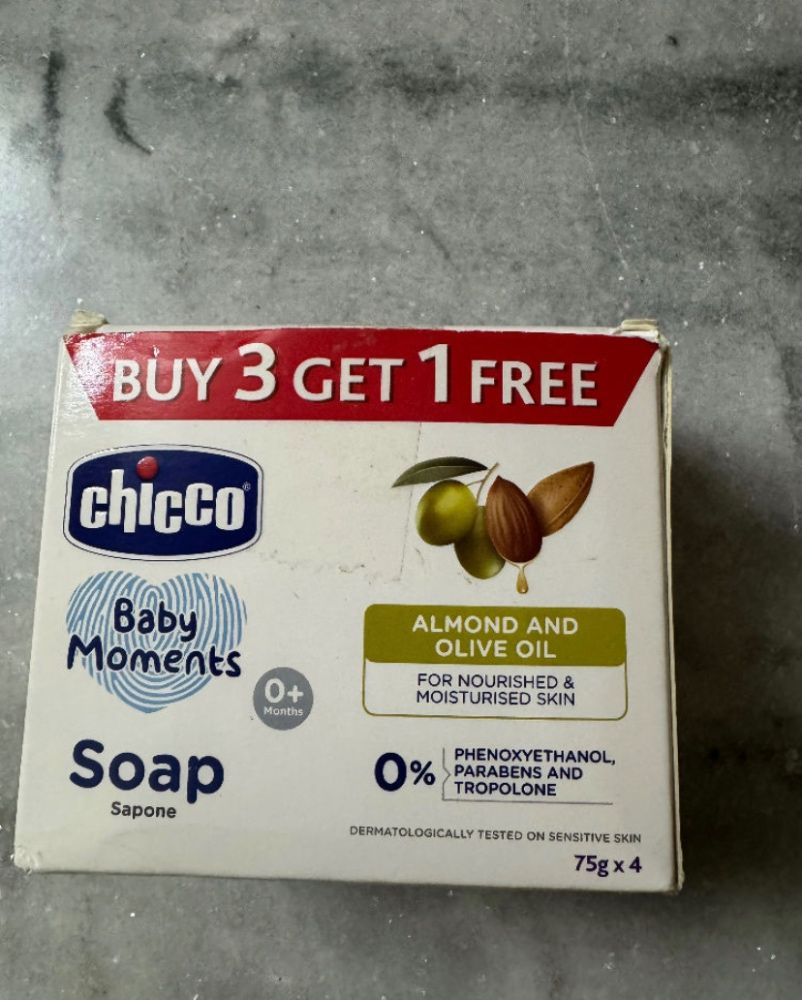 BUY 3 GET 1 FREE
chicco®
Baby
Moments
0+
Months
Soap
Sapone
ALMOND AND
OLIVE OIL
FOR NOURISHED &
MOISTURISED SKIN
0%
PHENOXYETHANOL,
PARABENS AND
TROPOLONE
DERMATOLOGICALLY TESTED ON SENSITIVE SKIN
75g x 4